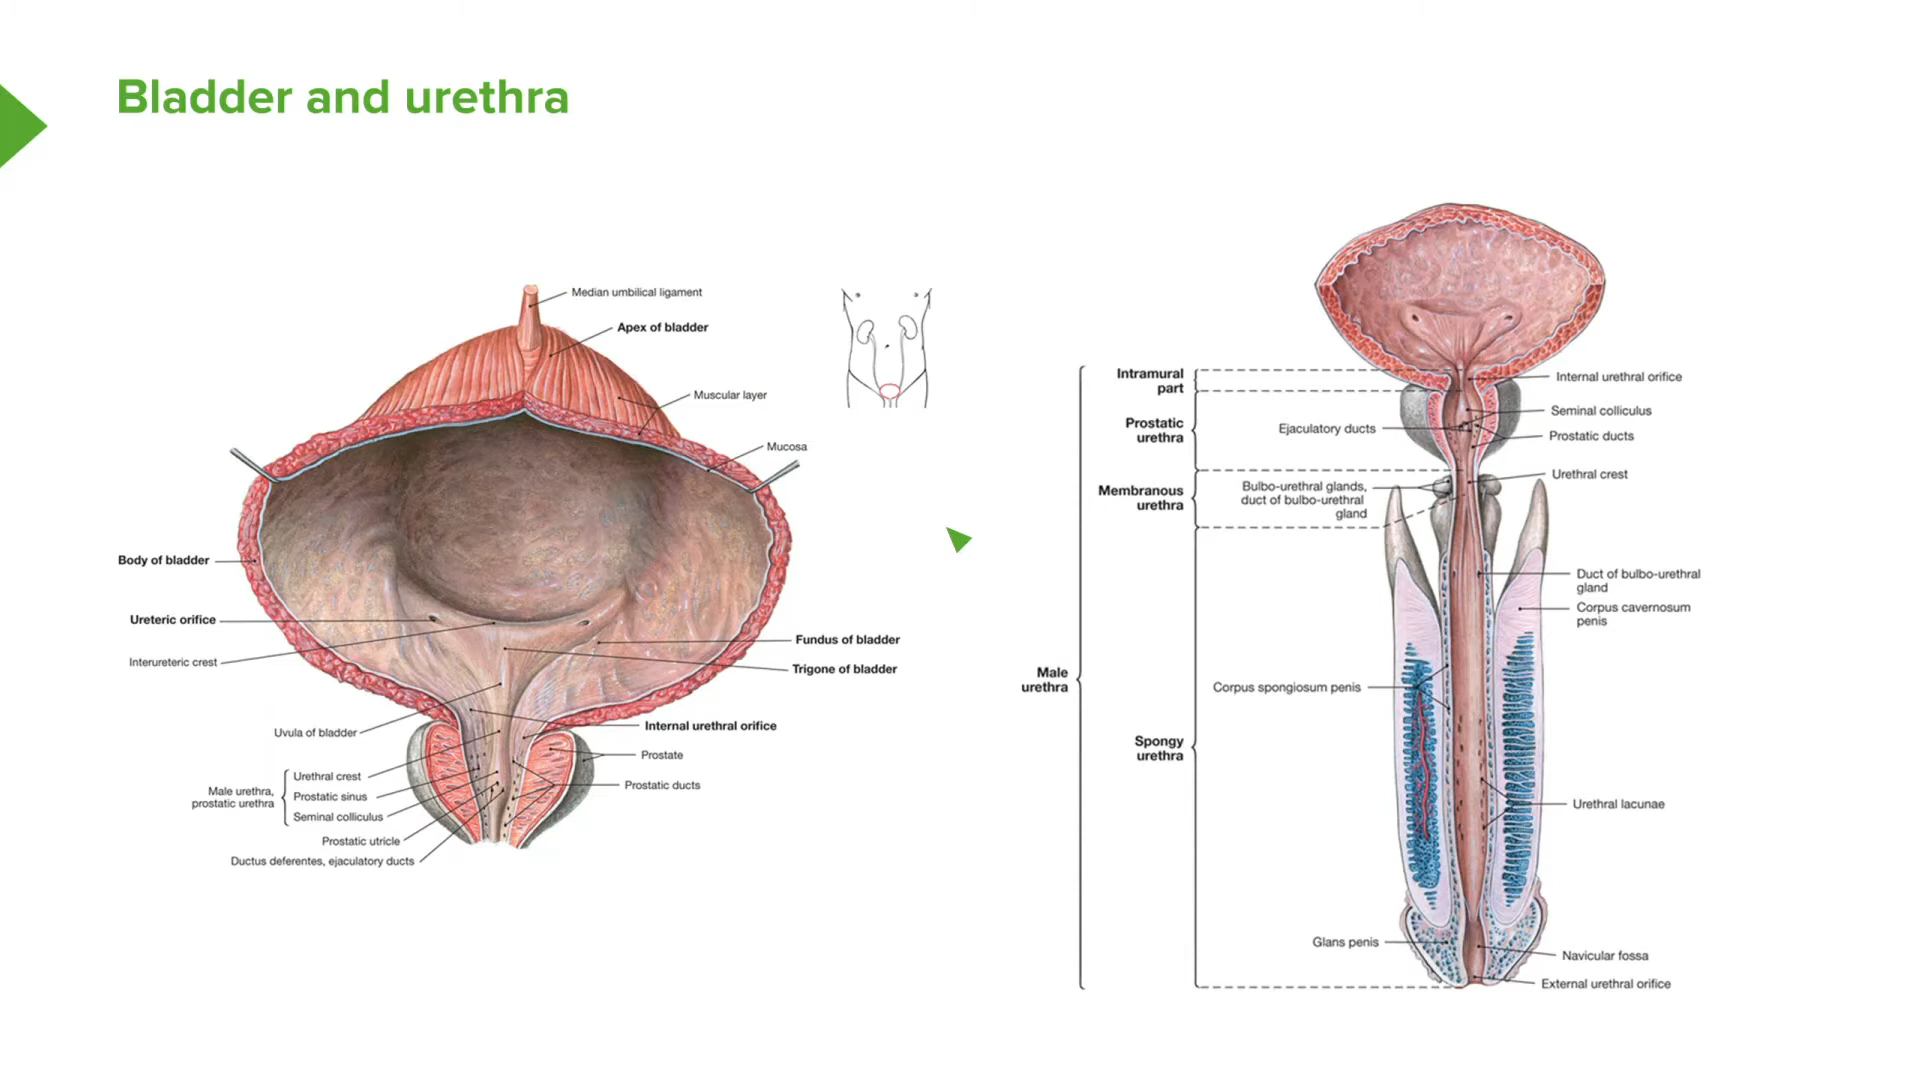 Bladder and urethra
Median umbilical ligament
Apex of bladder
Muscular layer
Mucosa
Body of bladder
Ureteric orifice
Interureteric crest
Fundus of bladder
Trigone of bladder
Uvula of bladder
Internal urethral orifice
Prostate
Prostatic ducts
Male urethra,
prostatic urethra
Urethral crest
Prostatic sinus
Seminal colliculus
Prostatic utricle
Ductus deferentes, ejaculatory ducts
Male
urethra
Intramural
part
Prostatic
urethra
Membranous
urethra
Spongy
urethra
Ejaculatory ducts
Bulbo-urethral glands,
duct of bulbo-urethral
gland
Corpus spongiosum penis
Glans penis
Internal urethral orifice
Seminal colliculus
Prostatic ducts
Urethral crest
Duct of bulbo-urethral
gland
Corpus cavernosum
penis
Urethral lacunae
Navicular fossa
External urethral orifice